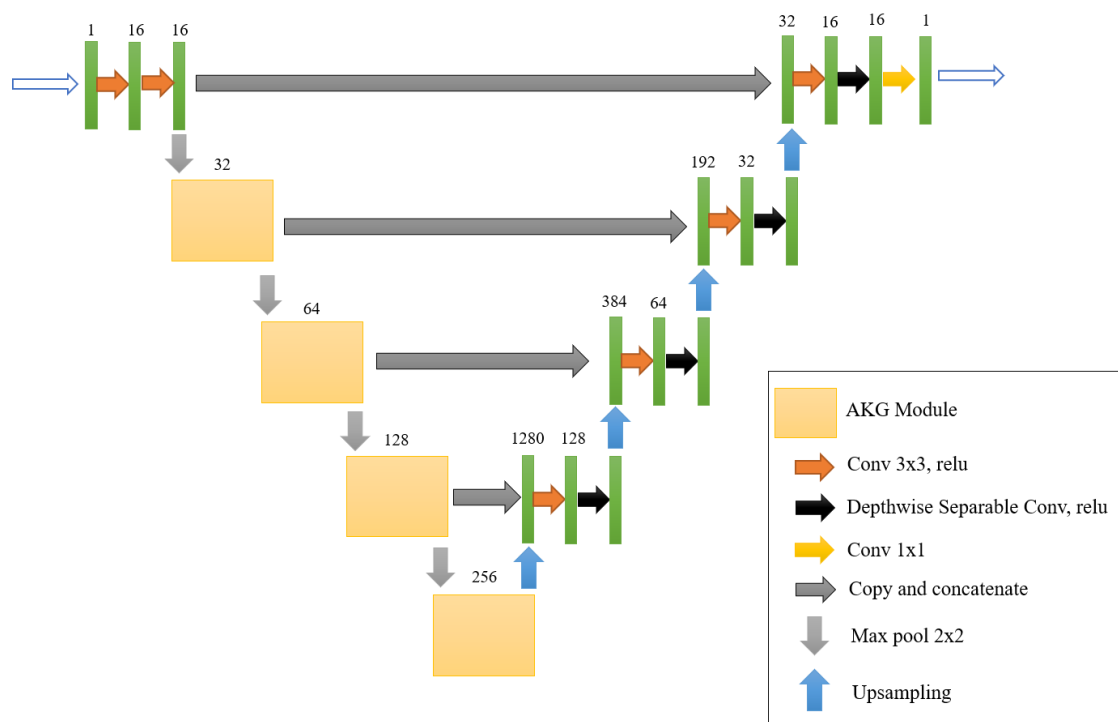 1 16 16
32 16 16 1
32
192 32
64
384 64
128
1280 128
256
AKG Module
Conv 3x3, relu
Depthwise Separable Conv, relu
Conv 1x1
Copy and concatenate
Max pool 2x2
Upsampling